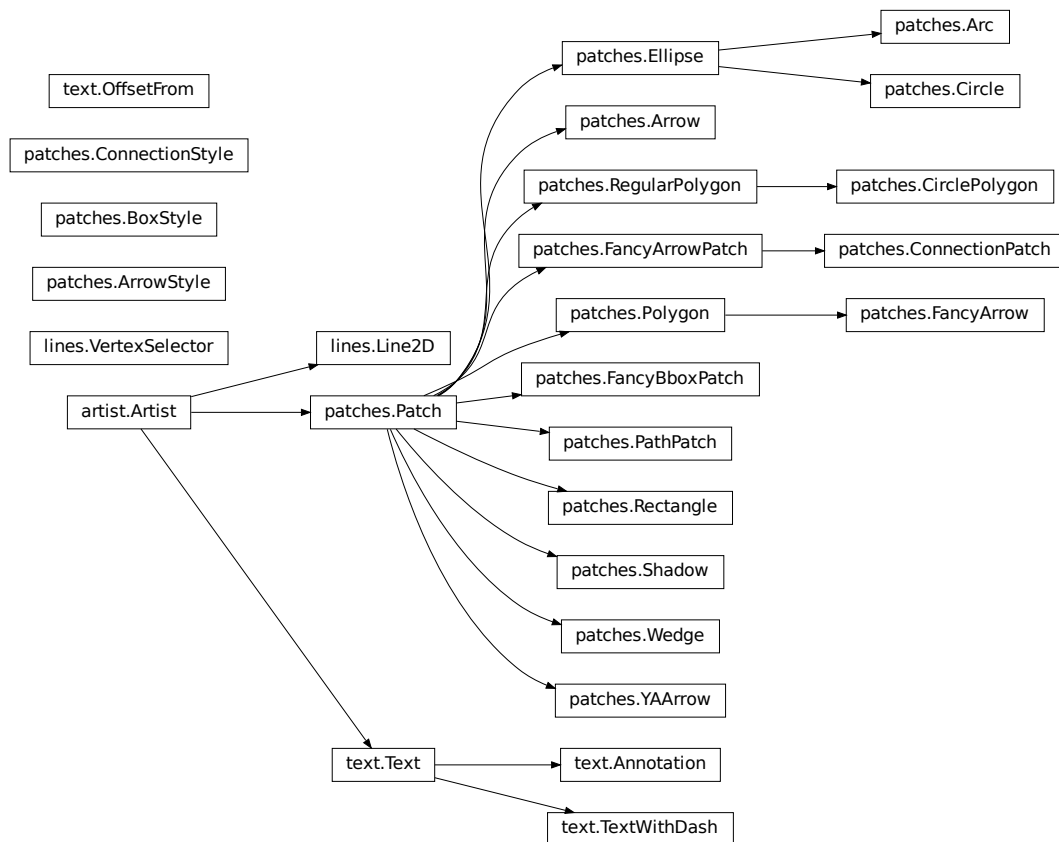 patches.Arc
patches.Ellipse
text.OffsetFrom
patches.Circle
patches.Arrow
patches.ConnectionStyle
patches.RegularPolygon
patches.CirclePolygon
patches.BoxStyle
patches.FancyArrowPatch
patches.ConnectionPatch
patches.ArrowStyle
patches.Polygon
patches.FancyArrow
lines.VertexSelector
lines.Line2D
patches.FancyBboxPatch
artist.Artist
patches.Patch
patches.PathPatch
patches.Rectangle
patches.Shadow
patches.Wedge
patches.YAArrow
text.Text
text.Annotation
text.TextWithDash